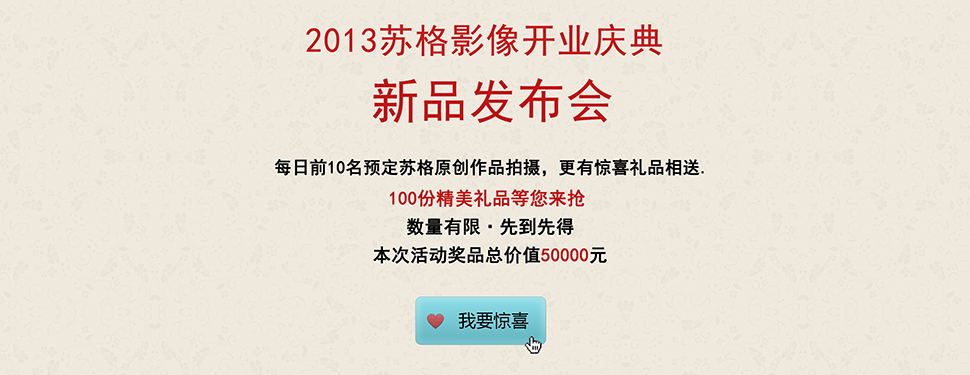 2013苏格影像开业庆典
新品发布会
每日前10名预定苏格原创作品拍摄，更有惊喜礼品相送.
100份精美礼品等您来抢
数量有限·先到先得
本次活动奖品总价值50000元
我要惊喜